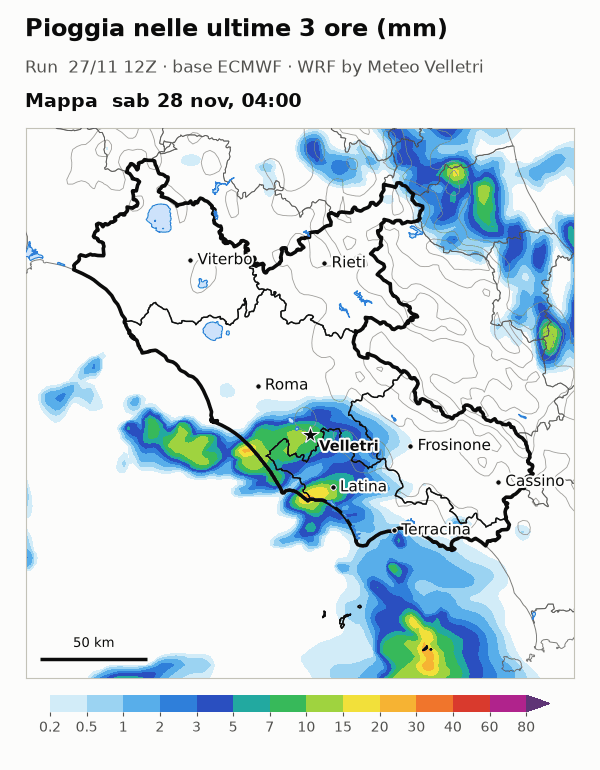 Pioggia nelle ultime 3 ore (mm)
Run  27/11 12Z · base ECMWF · WRF by Meteo Velletri
Mappa  sab 28 nov, 04:00
Viterbo
Rieti
Roma
Velletri
Frosinone
Latina
Cassino
Terracina
50 km
0.2 0.5 1 2 3 5 7 10 15 20 30 40 60 80